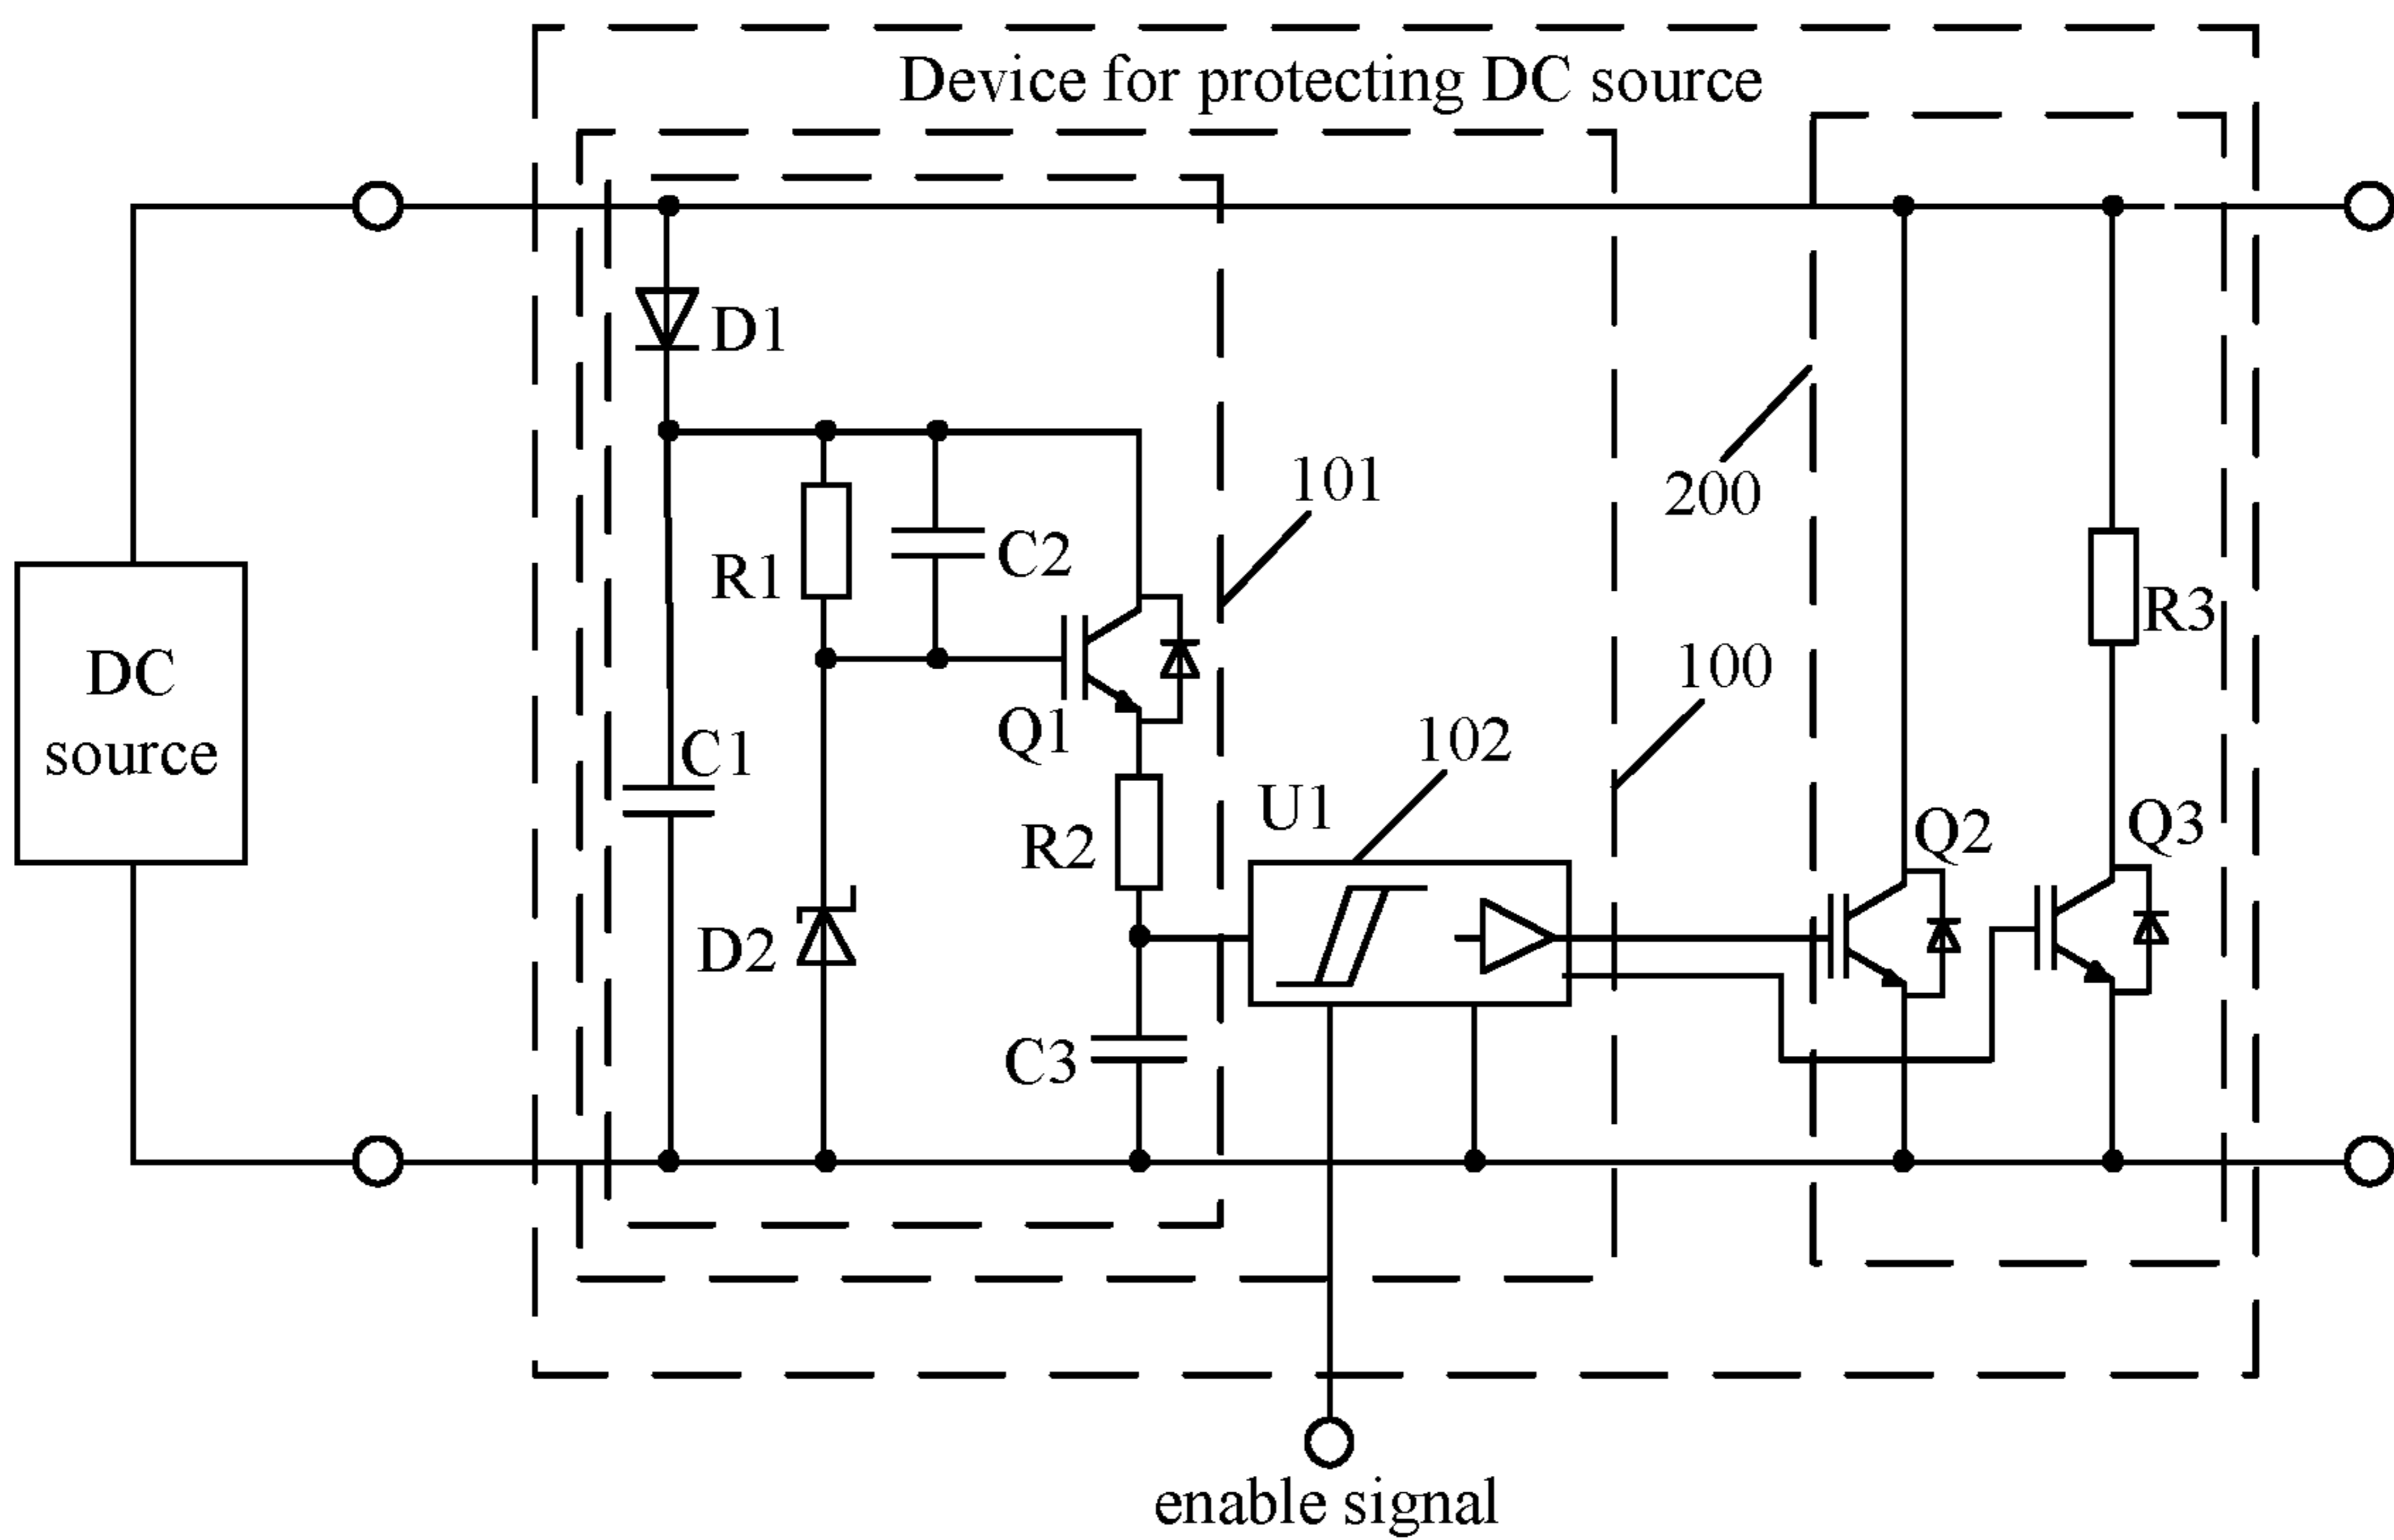 Device for protecting DC source
D1
101
200
R1
C2
R3
DC
source
100
Q1
C1
102
U1
Q2
Q3
R2
D2
C3
enable signal